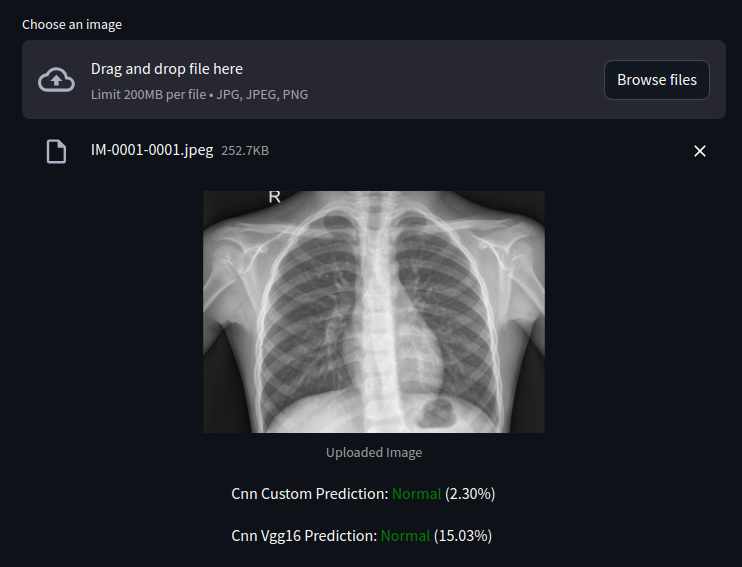 Choose an image
Drag and drop file here
Limit 200MB per file • JPG, JPEG, PNG
Browse files
IM-0001-0001.jpeg 252.7KB
R
Uploaded Image
Cnn Custom Prediction: Normal (2.30%)
Cnn Vgg16 Prediction: Normal (15.03%)